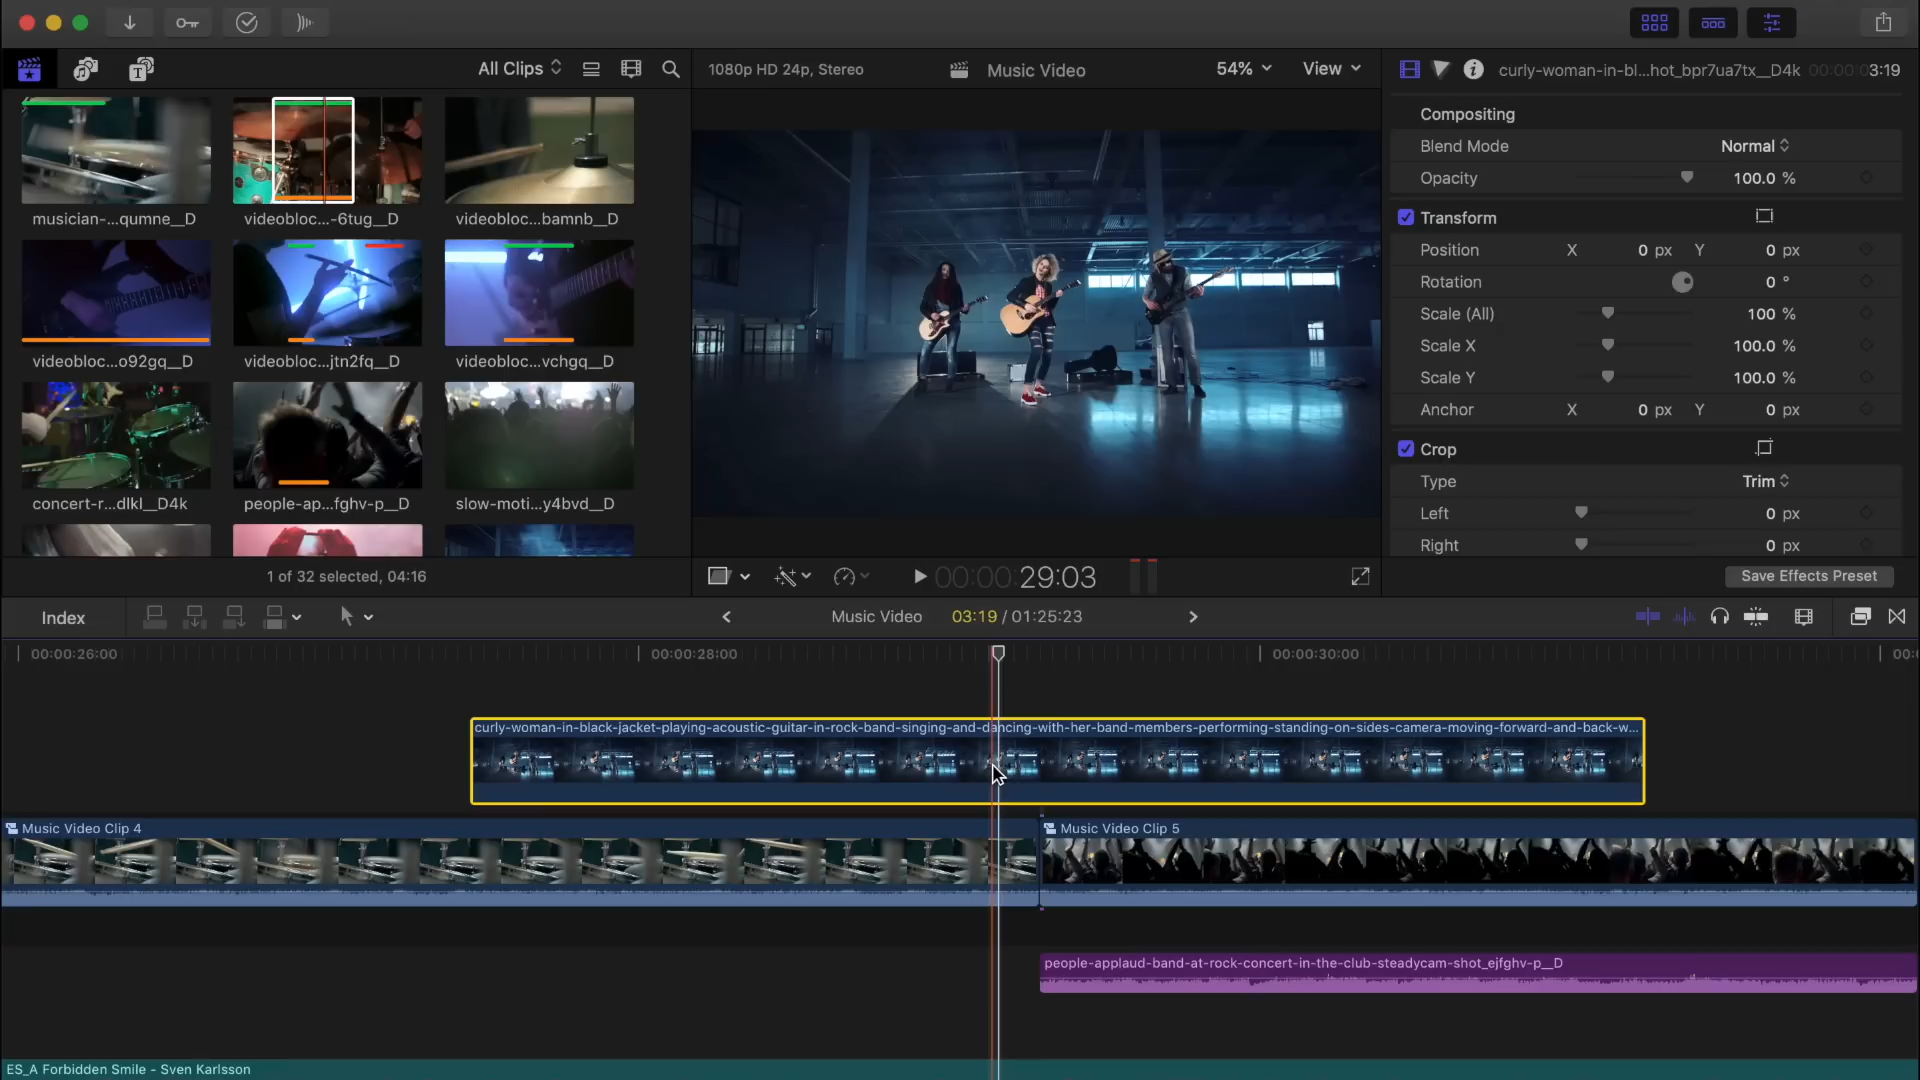 All Clips
1080p HD 24p, Stereo
Music Video
54%
View
curly-woman-in-bl...hot_bpr7ua7tx__D4k
00:00:03:19
musician-...qumne__D
videobloc...-6tug__D
videobloc...bamnb__D
videobloc...o92gq__D
videobloc...jtn2fq__D
videobloc...vchgq__D
concert-r...dlkl__D4k
people-ap...fghv-p__D
slow-moti...y4bvd__D
1 of 32 selected, 04:16
Compositing
Blend Mode Normal
Opacity 100.0 %
Transform
Position X 0 px Y 0 px
Rotation 0 °
Scale (All) 100 %
Scale X 100.0 %
Scale Y 100.0 %
Anchor X 0 px Y 0 px
Crop
Type Trim
Left 0 px
Right 0 px
00:00:29:03
Save Effects Preset
Index
Music Video 03:19 / 01:25:23
00:00:26:00
00:00:28:00
00:00:30:00
00:
curly-woman-in-black-jacket-playing-acoustic-guitar-in-rock-band-singing-and-dancing-with-her-band-members-performing-standing-on-sides-camera-moving-forward-and-back-w...
Music Video Clip 4
Music Video Clip 5
people-applaud-band-at-rock-concert-in-the-club-steadycam-shot_ejfghv-p__D
ES_A Forbidden Smile - Sven Karlsson